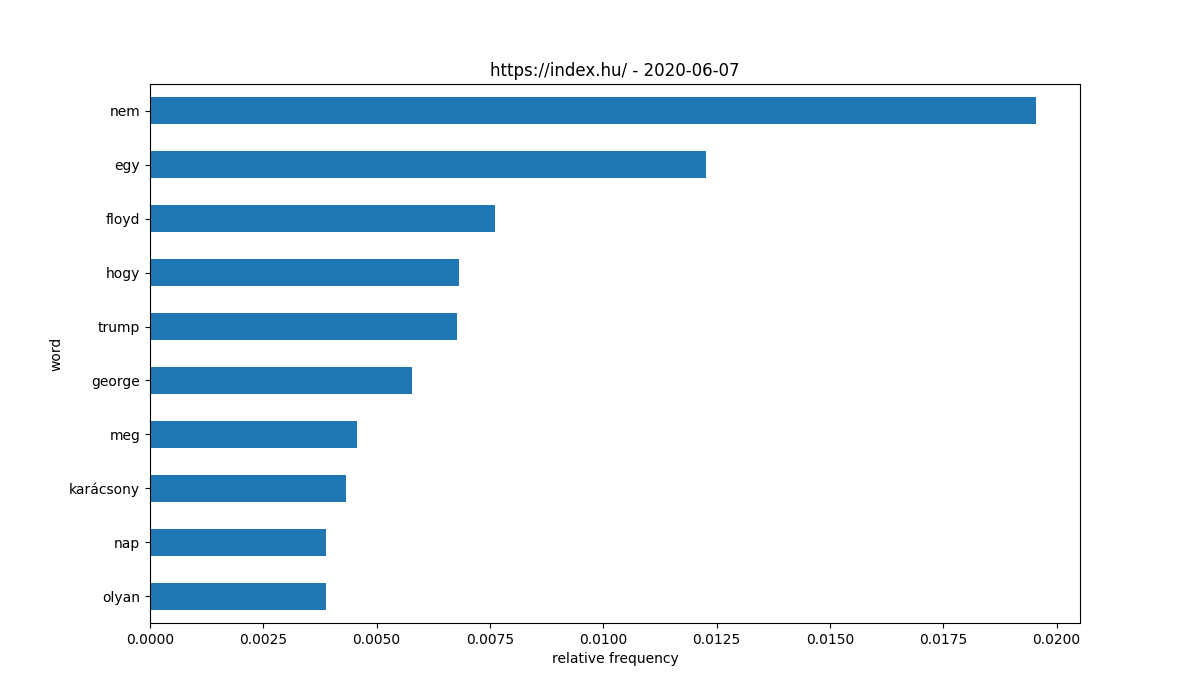 https://index.hu/ - 2020-06-07
nem
egy
floyd
hogy
trump
george
meg
karácsony
nap
olyan
word
0.0000 0.0025 0.0050 0.0075 0.0100 0.0125 0.0150 0.0175 0.0200
relative frequency